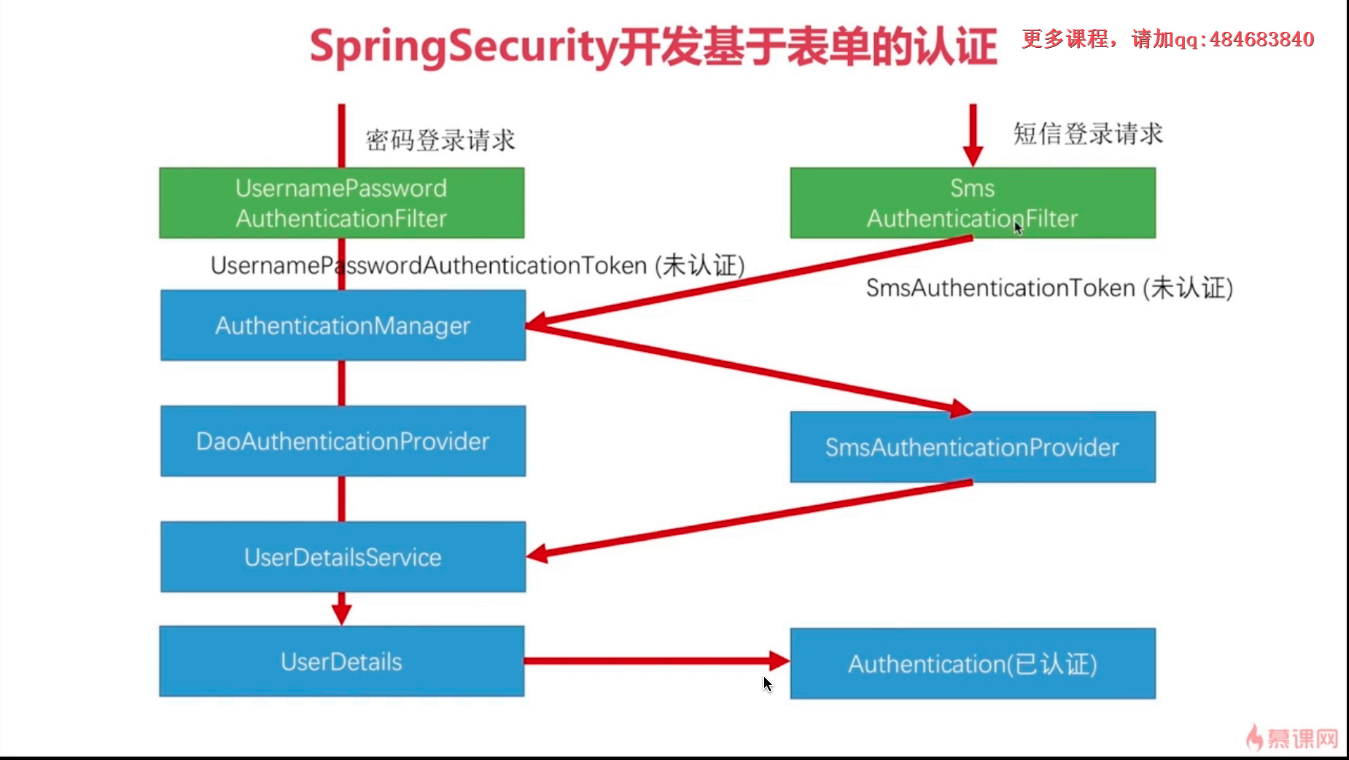 SpringSecurity开发基于表单的认证
更多课程，请加qq:484683840
密码登录请求
短信登录请求
UsernamePassword
AuthenticationFilter
Sms
AuthenticationFilter
UsernamePasswordAuthenticationToken (未认证)
SmsAuthenticationToken (未认证)
AuthenticationManager
DaoAuthenticationProvider
SmsAuthenticationProvider
UserDetailsService
UserDetails
Authentication(已认证)
慕课网